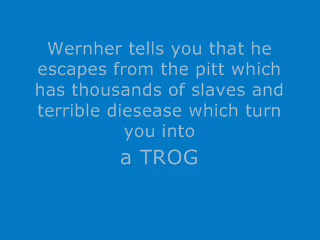 Wernher tells you that he
escapes from the pitt which
has thousands of slaves and
terrible diesease which turn
you into
a TROG